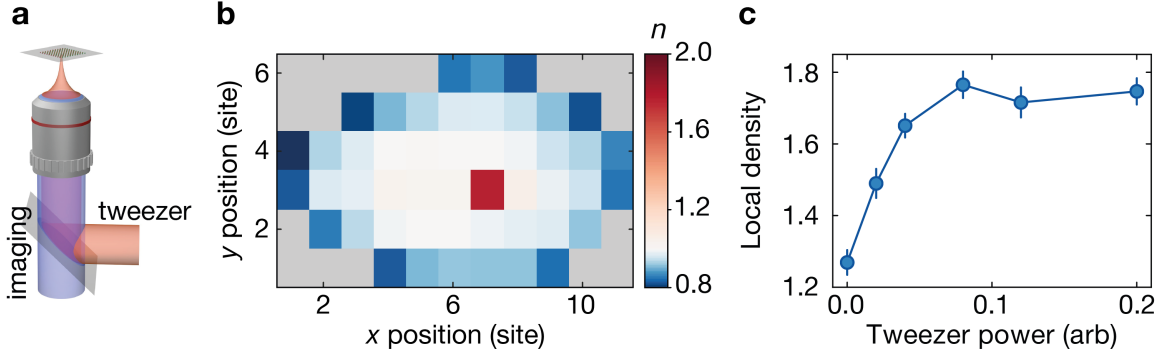 a
imaging
tweezer
b
n
y position (site)
6
4
2
2 6 10
x position (site)
2.0
1.6
1.2
0.8
c
Local density
1.8
1.6
1.4
1.2
0.0 0.1 0.2
Tweezer power (arb)